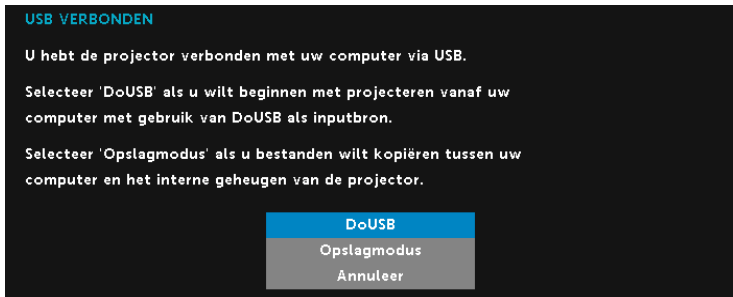 USB VERBONDEN
U hebt de projector verbonden met uw computer via USB.
Selecteer 'DoUSB' als u wilt beginnen met projecteren vanaf uw
computer met gebruik van DoUSB als inputbron.
Selecteer 'Opslagmodus' als u bestanden wilt kopiëren tussen uw
computer en het interne geheugen van de projector.
DoUSB
Opslagmodus
Annuleer